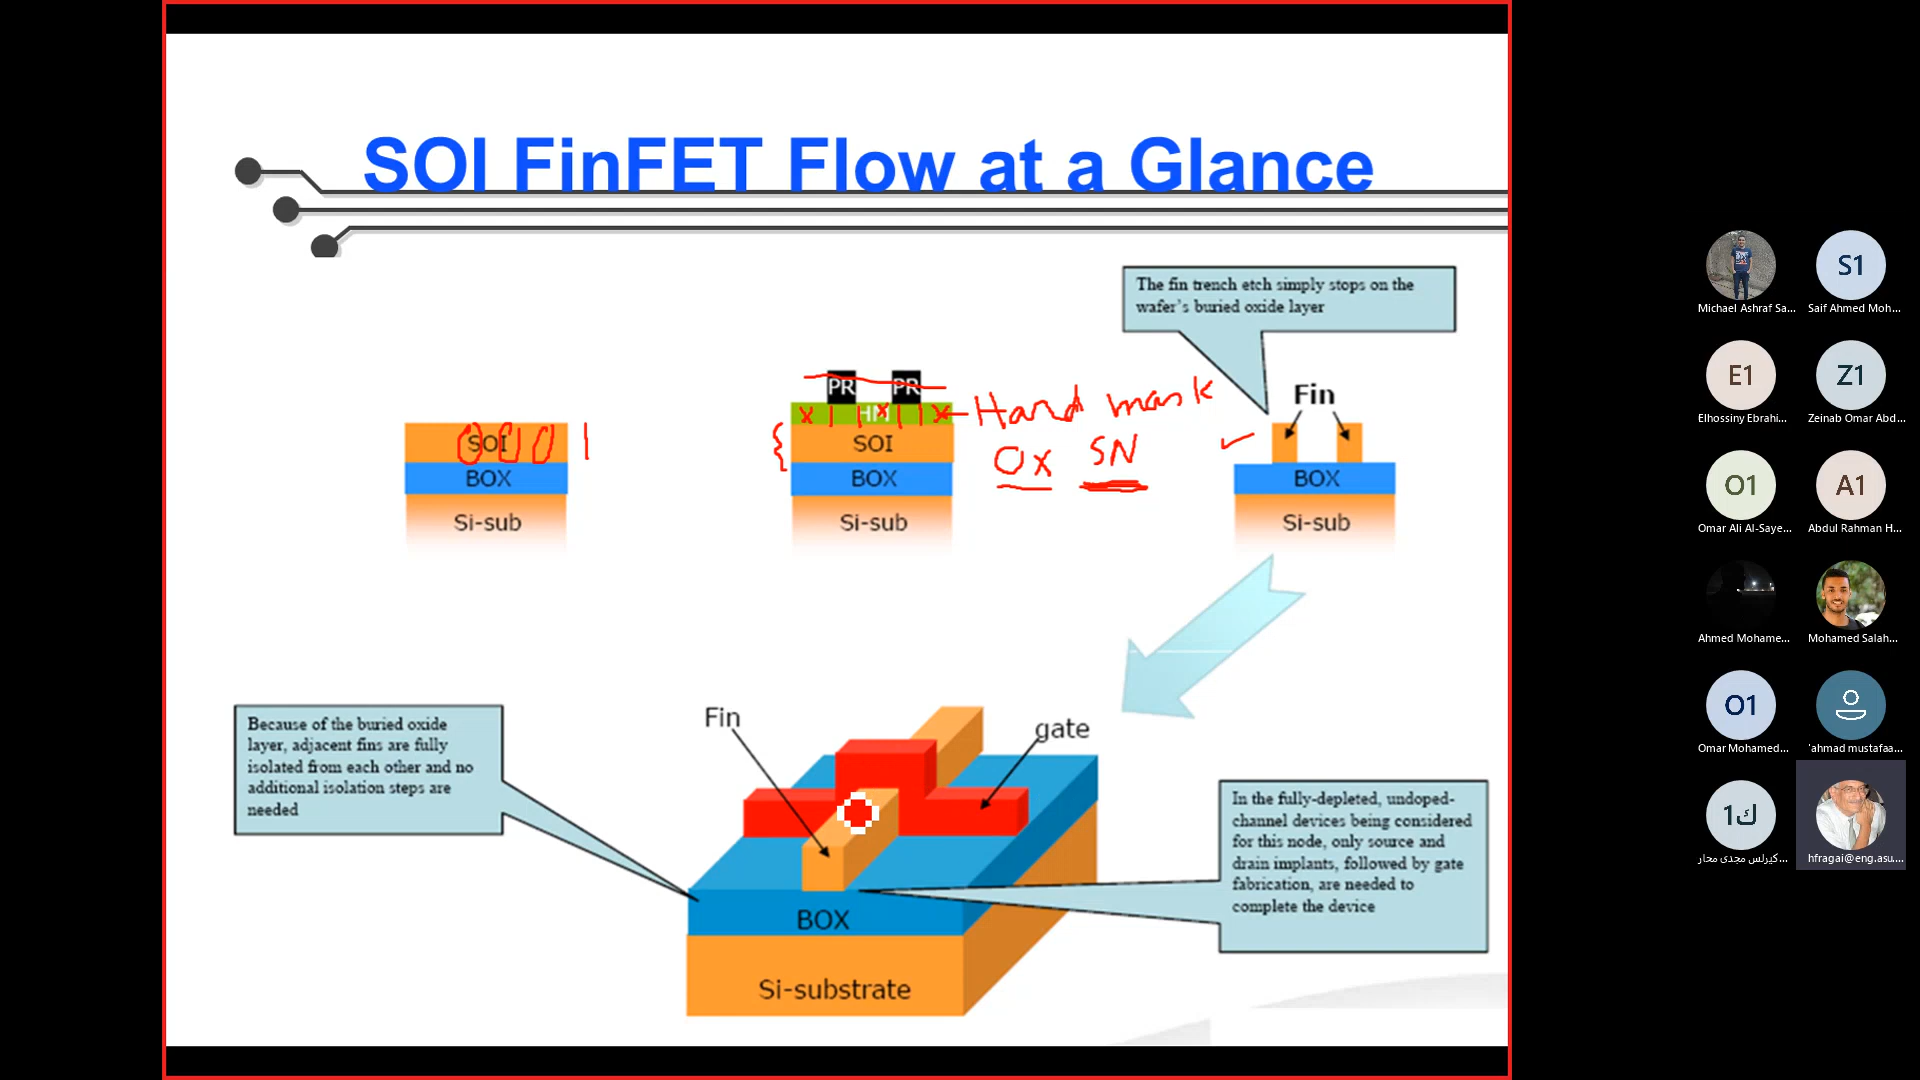 SOI FinFET Flow at a Glance
The fin trench etch simply stops on the
wafer's buried oxide layer
PR PR
HM
Hard mask
Ox SN
Fin
SOI
0001
BOX
Si-sub
SOI
BOX
Si-sub
BOX
Si-sub
Because of the buried oxide
layer, adjacent fins are fully
isolated from each other and no
additional isolation steps are
needed
Fin
gate
BOX
Si-substrate
In the fully-depleted, undoped-
channel devices being considered
for this node, only source and
drain implants, followed by gate
fabrication, are needed to
complete the device
Michael Ashraf Sa...
S1
Saif Ahmed Moh...
E1
Elhossiny Ebrahi...
Z1
Zeinab Omar Abd...
O1
Omar Ali Al-Saye...
A1
Abdul Rahman H...
Ahmed Mohame...
Mohamed Salah...
O1
Omar Mohamed...
'ahmad mustafaa...
ك1
كيرلس مجدى مختار...
hfragai@eng.asu....